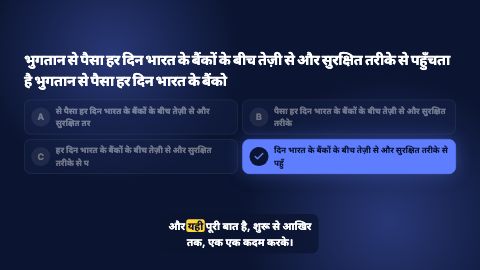 भुगतान से पैसा हर दिन भारत के बैंकों के बीच तेज़ी से और सुरक्षित तरीके से पहुँचता
है भुगतान से पैसा हर दिन भारत के बैंको
A
से पैसा हर दिन भारत के बैंकों के बीच तेज़ी से और
सुरक्षित तर
B
पैसा हर दिन भारत के बैंकों के बीच तेज़ी से और सुरक्षित
तरीके
C
हर दिन भारत के बैंकों के बीच तेज़ी से और सुरक्षित
तरीके से प
दिन भारत के बैंकों के बीच तेज़ी से और सुरक्षित तरीके से
पहुँ
और यही पूरी बात है, शुरू से आखिर
तक, एक एक कदम करके।